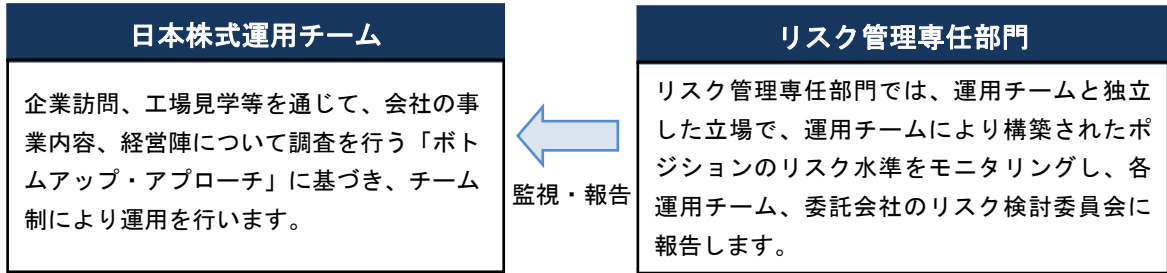 日本株式運用チーム
企業訪問、工場見学等を通じて、会社の事
業内容、経営陣について調査を行う「ボト
ムアップ・アプローチ」に基づき、チーム
制により運用を行います。
監視・報告
リスク管理専任部門
リスク管理専任部門では、運用チームと独立
した立場で、運用チームにより構築されたポ
ジションのリスク水準をモニタリングし、各
運用チーム、委託会社のリスク検討委員会に
報告します。